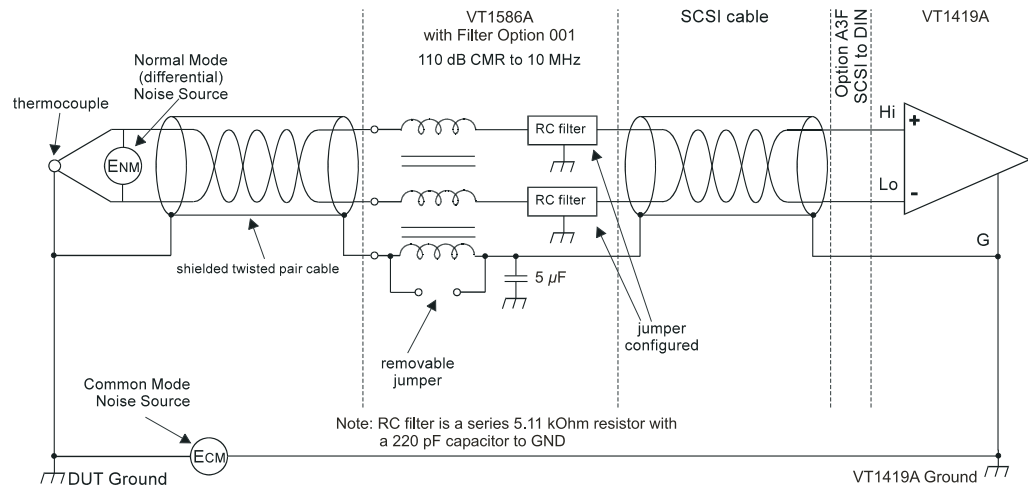 VT1586A
with Filter Option 001
110 dB CMR to 10 MHz
SCSI cable
Option A3F
SCSI to DIN
VT1419A
Normal Mode
(differential)
Noise Source
thermocouple
ENM
RC filter
RC filter
Hi
+
Lo
-
G
shielded twisted pair cable
5 µF
removable
jumper
jumper
configured
Common Mode
Noise Source
Note: RC filter is a series 5.11 kOhm resistor with
a 220 pF capacitor to GND
ECM
DUT Ground
VT1419A Ground